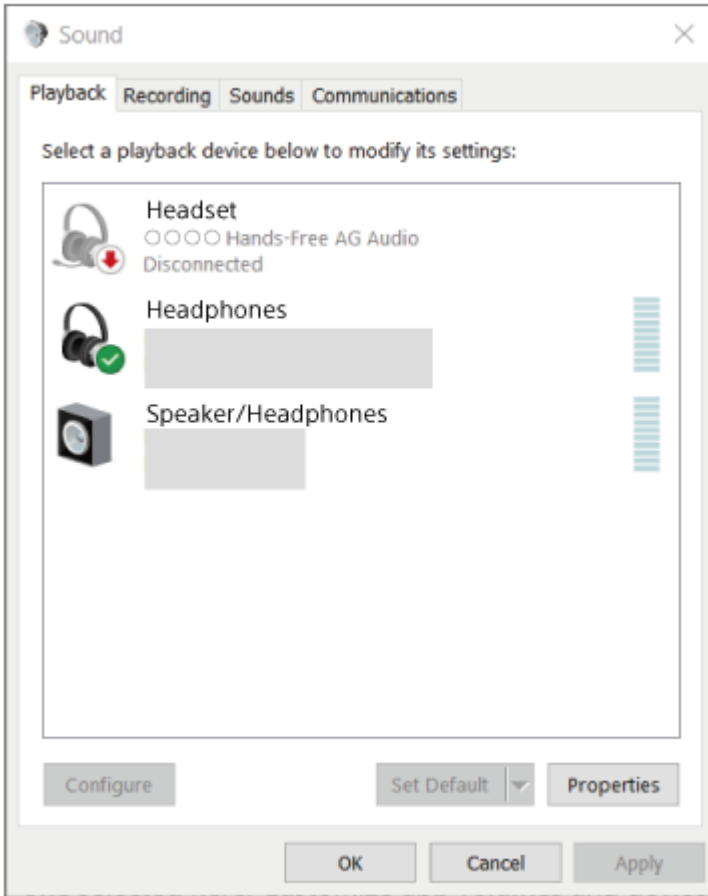 Sound
Playback Recording Sounds Communications
Select a playback device below to modify its settings:
Headset
○○○○ Hands-Free AG Audio
Disconnected
Headphones
Speaker/Headphones
Configure Set Default Properties
OK Cancel Apply